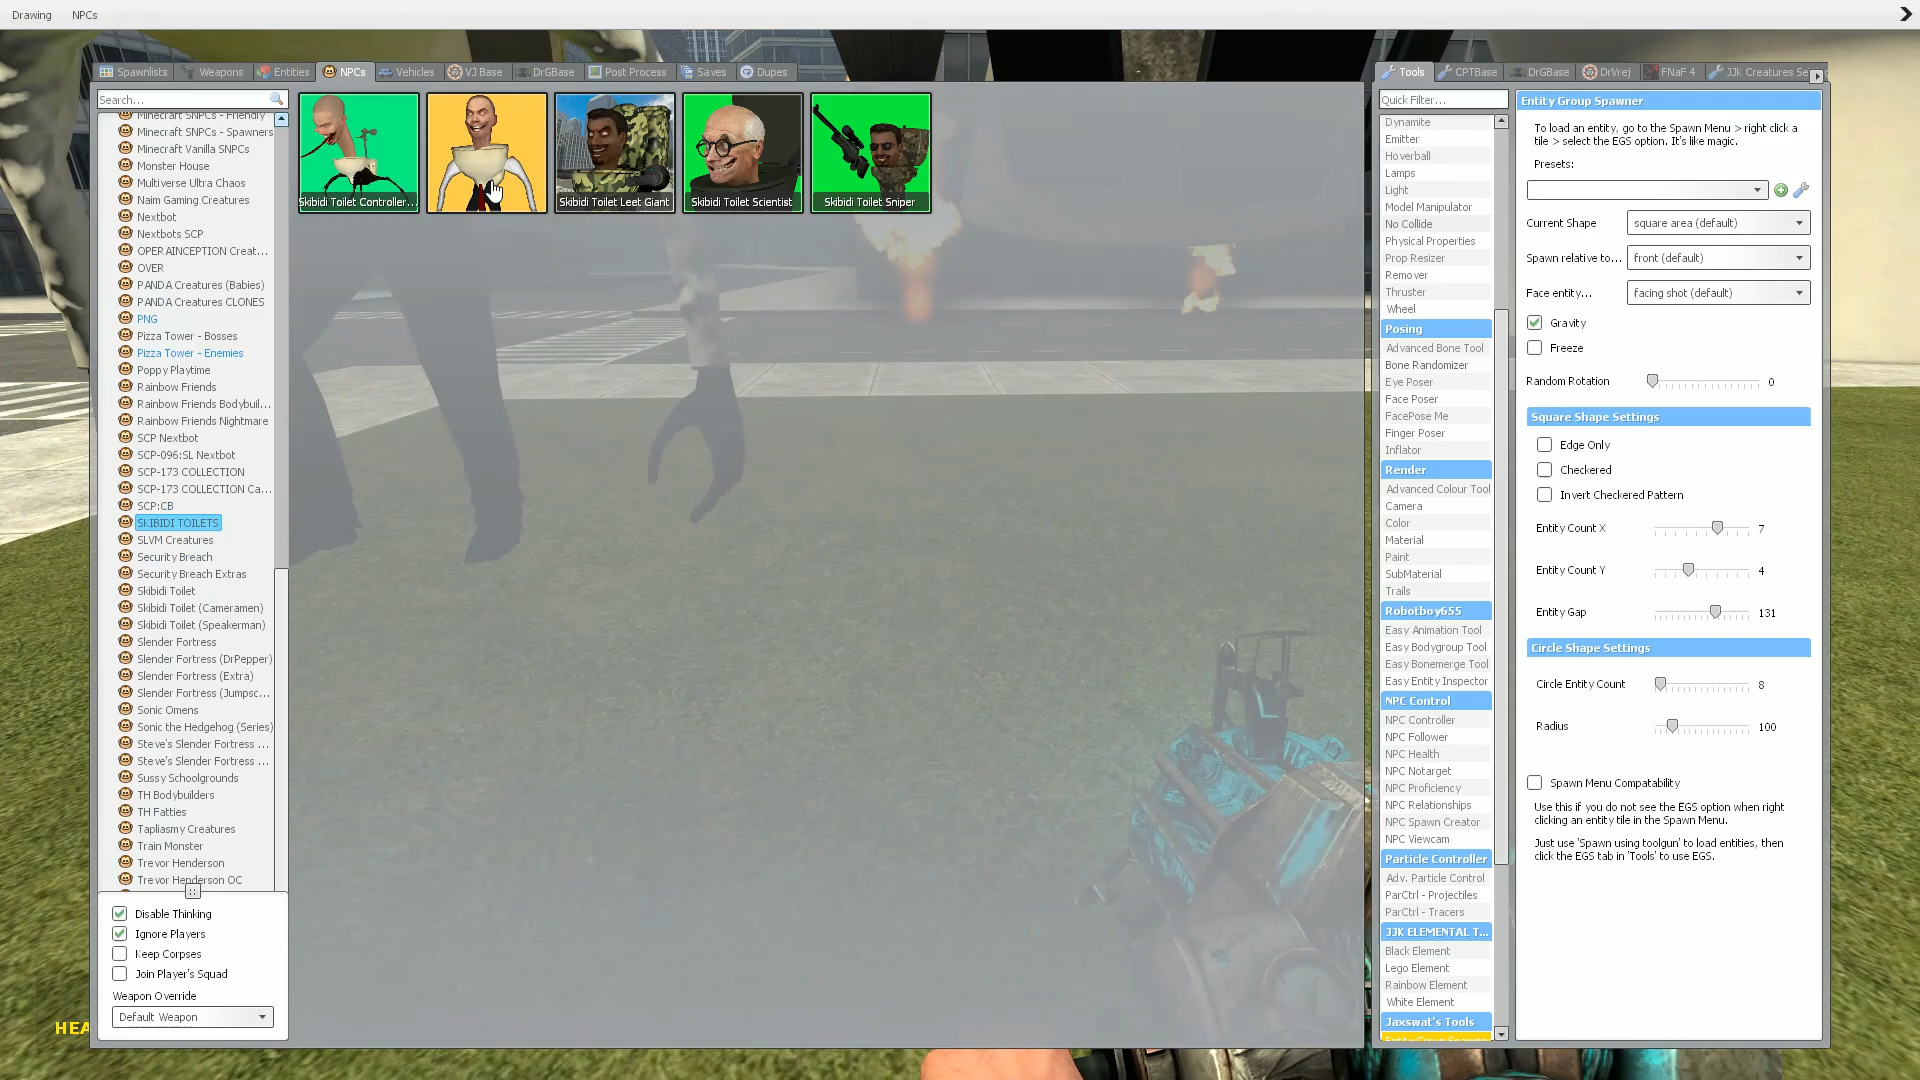 Drawing NPCs
Spawnlists Weapons Entities NPCs Vehicles VJ Base DrGBase Post Process Saves Dupes
Search...
Minecraft SNPCs - Friendly
Minecraft SNPCs - Spawners
Minecraft Vanilla SNPCs
Monster House
Multiverse Ultra Chaos
Naim Gaming Creatures
Nextbot
Nextbots SCP
OPERAINCEPTION Creat...
OVER
PANDA Creatures (Babies)
PANDA Creatures CLONES
PNG
Pizza Tower - Bosses
Pizza Tower - Enemies
Poppy Playtime
Rainbow Friends
Rainbow Friends Bodybuil...
Rainbow Friends Nightmare
SCP Nextbot
SCP-096:SL Nextbot
SCP-173 COLLECTION
SCP-173 COLLECTION Ca...
SCP:CB
SKIBIDI TOILETS
SLVM Creatures
Security Breach
Security Breach Extras
Skibidi Toilet
Skibidi Toilet (Cameramen)
Skibidi Toilet (Speakerman)
Slender Fortress
Slender Fortress (DrPepper)
Slender Fortress (Extra)
Slender Fortress (Jumpsc...
Sonic Omens
Sonic the Hedgehog (Series)
Steve's Slender Fortress ...
Steve's Slender Fortress ...
Sussy Schoolgrounds
TH Bodybuilders
TH Fatties
Tapliasmy Creatures
Train Monster
Trevor Henderson
Trevor Henderson OC
Disable Thinking
Ignore Players
Keep Corpses
Join Player's Squad
Weapon Override
Default Weapon
HEA
Skibidi Toilet Controller...
Skibidi Toilet Leet Giant
Skibidi Toilet Scientist
Skibidi Toilet Sniper
Tools CPTBase DrGBase DrVrej FNaF 4 JJK Creatures Se
Quick Filter...
Dynamite
Emitter
Hoverball
Lamps
Light
Model Manipulator
No Collide
Physical Properties
Prop Resizer
Remover
Thruster
Wheel
Posing
Advanced Bone Tool
Bone Randomizer
Eye Poser
Face Poser
FacePose Me
Finger Poser
Inflator
Render
Advanced Colour Tool
Camera
Color
Material
Paint
SubMaterial
Trails
Robotboy655
Easy Animation Tool
Easy Bodygroup Tool
Easy Bonemerge Tool
Easy Entity Inspector
NPC Control
NPC Controller
NPC Follower
NPC Health
NPC Notarget
NPC Proficiency
NPC Relationships
NPC Spawn Creator
NPC Viewcam
Particle Controller
Adv. Particle Control
ParCtrl - Projectiles
ParCtrl - Tracers
JJK ELEMENTAL T...
Black Element
Lego Element
Rainbow Element
White Element
Jaxswat's Tools
Entity Group Spawner
Entity Group Spawner
To load an entity, go to the Spawn Menu > right click a
tile > select the EGS option. It's like magic.
Presets:
Current Shape square area (default)
Spawn relative to... front (default)
Face entity... facing shot (default)
Gravity
Freeze
Random Rotation 0
Square Shape Settings
Edge Only
Checkered
Invert Checkered Pattern
Entity Count X 7
Entity Count Y 4
Entity Gap 131
Circle Shape Settings
Circle Entity Count 8
Radius 100
Spawn Menu Compatability
Use this if you do not see the EGS option when right
clicking an entity tile in the Spawn Menu.
Just use 'Spawn using toolgun' to load entities, then
click the EGS tab in 'Tools' to use EGS.